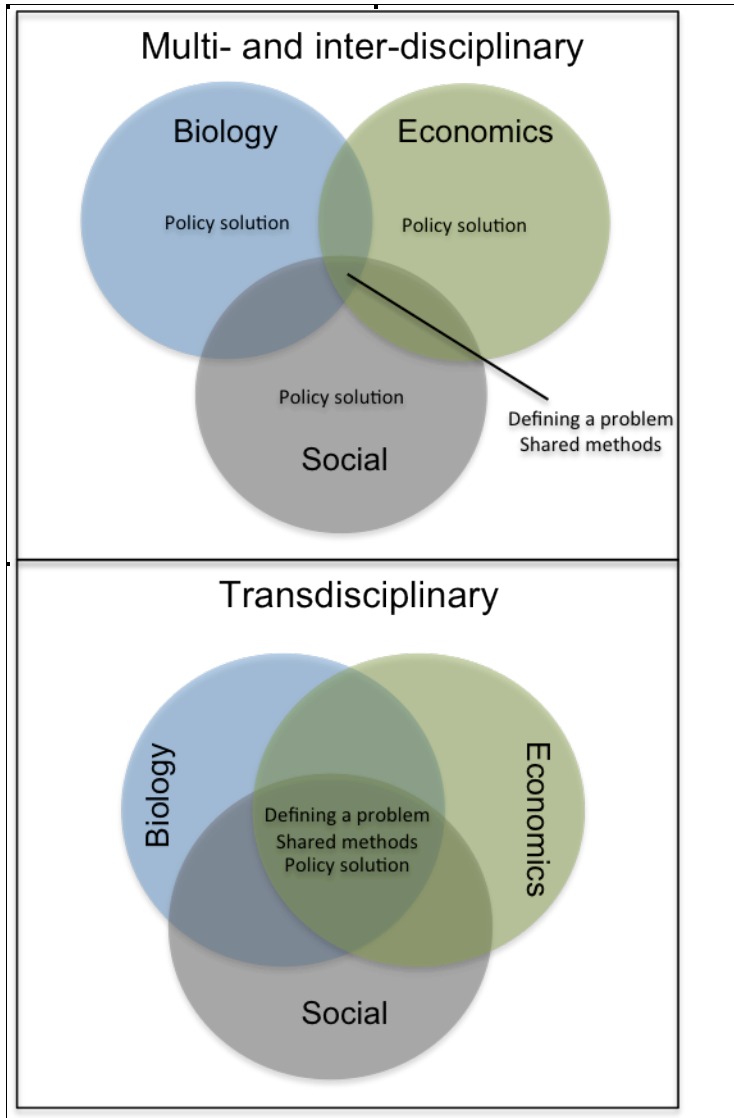 Multi- and inter-disciplinary
Biology
Economics
Policy solution
Policy solution
Policy solution
Social
Defining a problem
Shared methods
Transdisciplinary
Biology
Economics
Defining a problem
Shared methods
Policy solution
Social